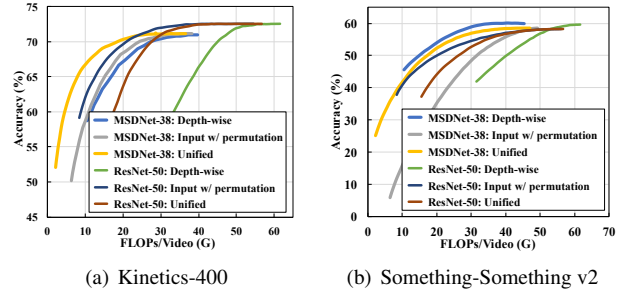 75
70
65
60
55
50
45
Accuracy (%)
MSDNet-38: Depth-wise
MSDNet-38: Input w/ permutation
MSDNet-38: Unified
ResNet-50: Depth-wise
ResNet-50: Input w/ permutation
ResNet-50: Unified
0 10 20 30 40 50 60 70
FLOPs/Video (G)
(a) Kinetics-400
70
60
50
40
30
20
10
0
Accuracy (%)
MSDNet-38: Depth-wise
MSDNet-38: Input w/ permutation
MSDNet-38: Unified
ResNet-50: Depth-wise
ResNet-50: Input w/ permutation
ResNet-50: Unified
0 10 20 30 40 50 60 70
FLOPs/Video (G)
(b) Something-Something v2